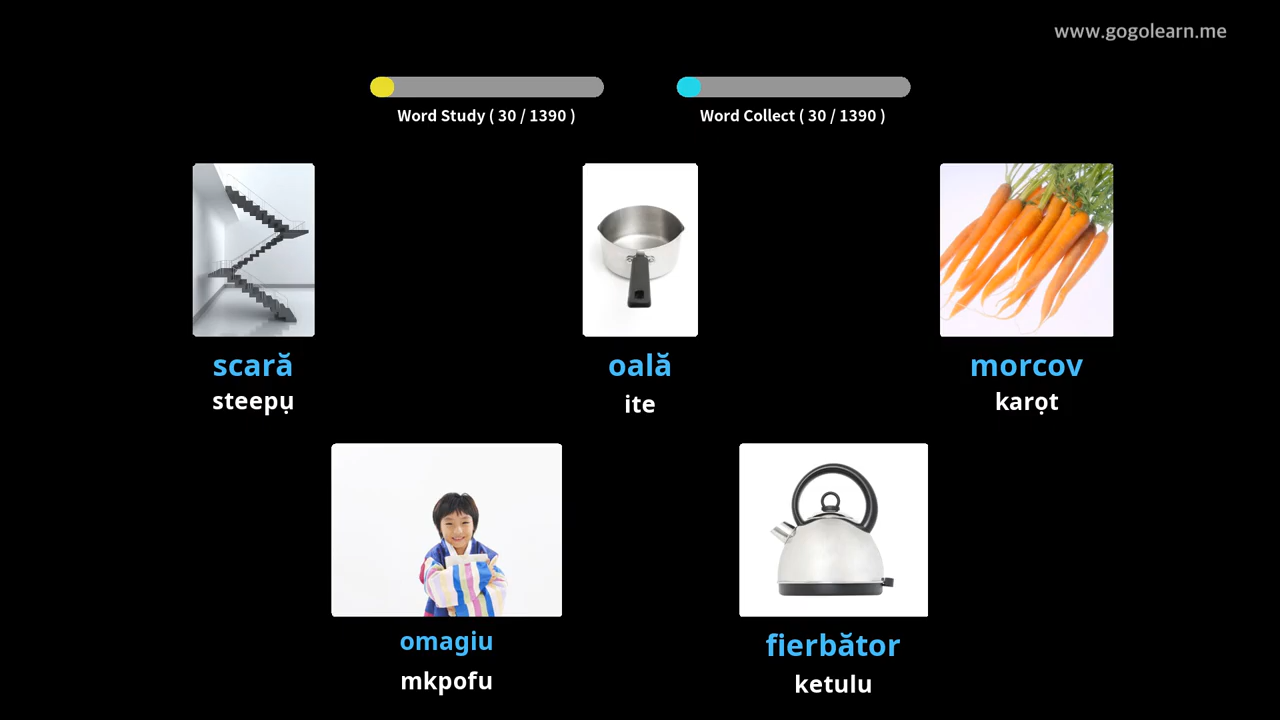 www.gogolearn.me
Word Study ( 30 / 1390 )
Word Collect ( 30 / 1390 )
scară
steepụ
oală
ite
morcov
karọt
omagiu
mkpofu
fierbător
ketulu